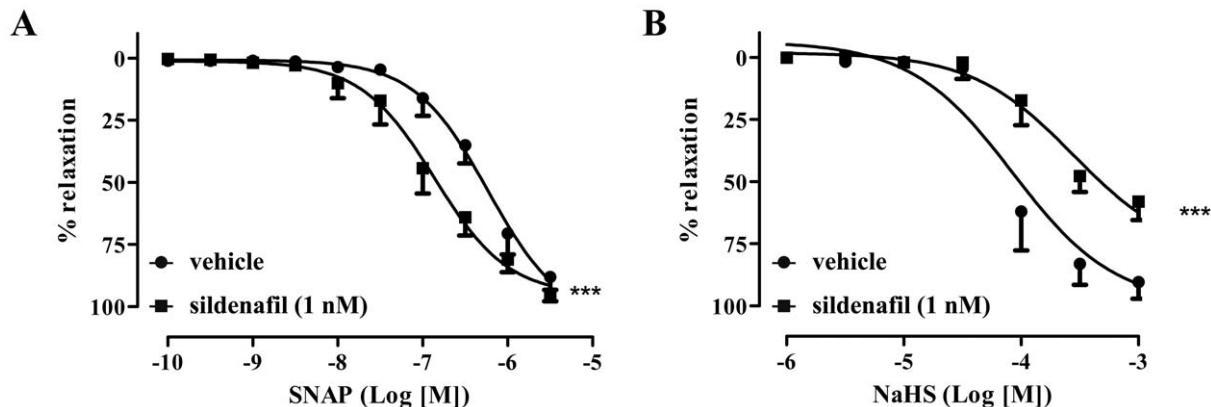 A
0
25
50
75
100
% relaxation
vehicle
sildenafil (1 nM)
***
-10
-9
-8
-7
-6
-5
SNAP (Log [M])
B
0
25
50
75
100
% relaxation
vehicle
sildenafil (1 nM)
***
-6
-5
-4
-3
NaHS (Log [M])